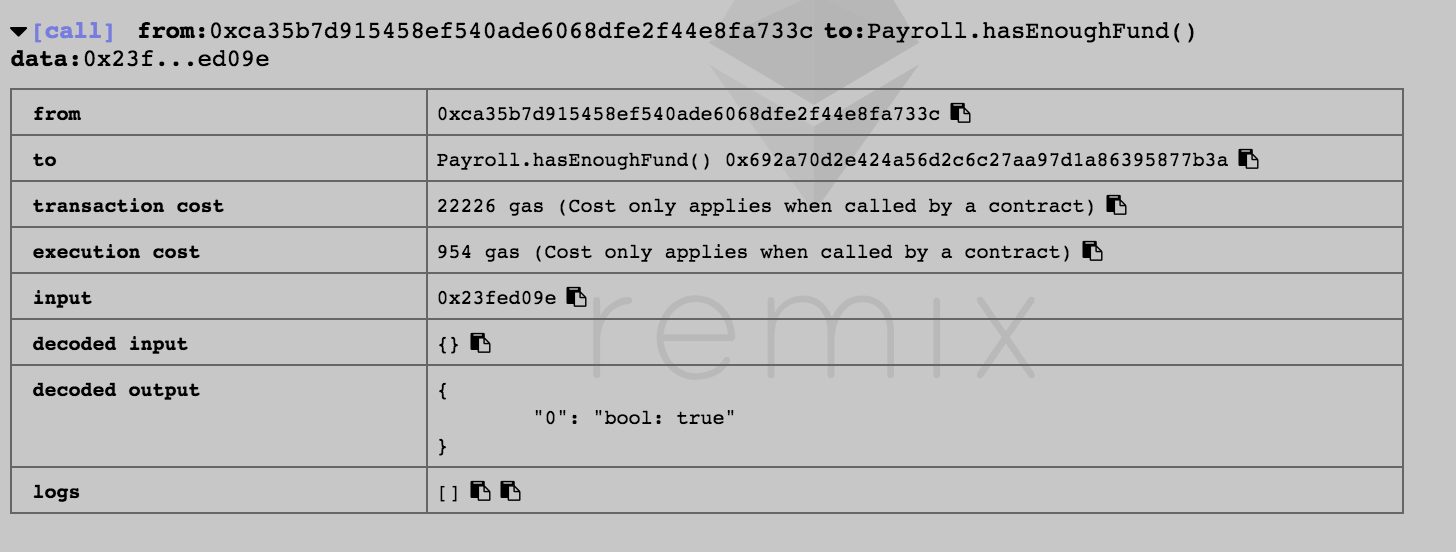 [call] from:0xca35b7d915458ef540ade6068dfe2f44e8fa733c to:Payroll.hasEnoughFund()
data:0x23f...ed09e
from 0xca35b7d915458ef540ade6068dfe2f44e8fa733c
to Payroll.hasEnoughFund() 0x692a70d2e424a56d2c6c27aa97d1a86395877b3a
transaction cost 22226 gas (Cost only applies when called by a contract)
execution cost 954 gas (Cost only applies when called by a contract)
input 0x23fed09e
remix
decoded input {}
decoded output {
"0": "bool: true"
}
logs []